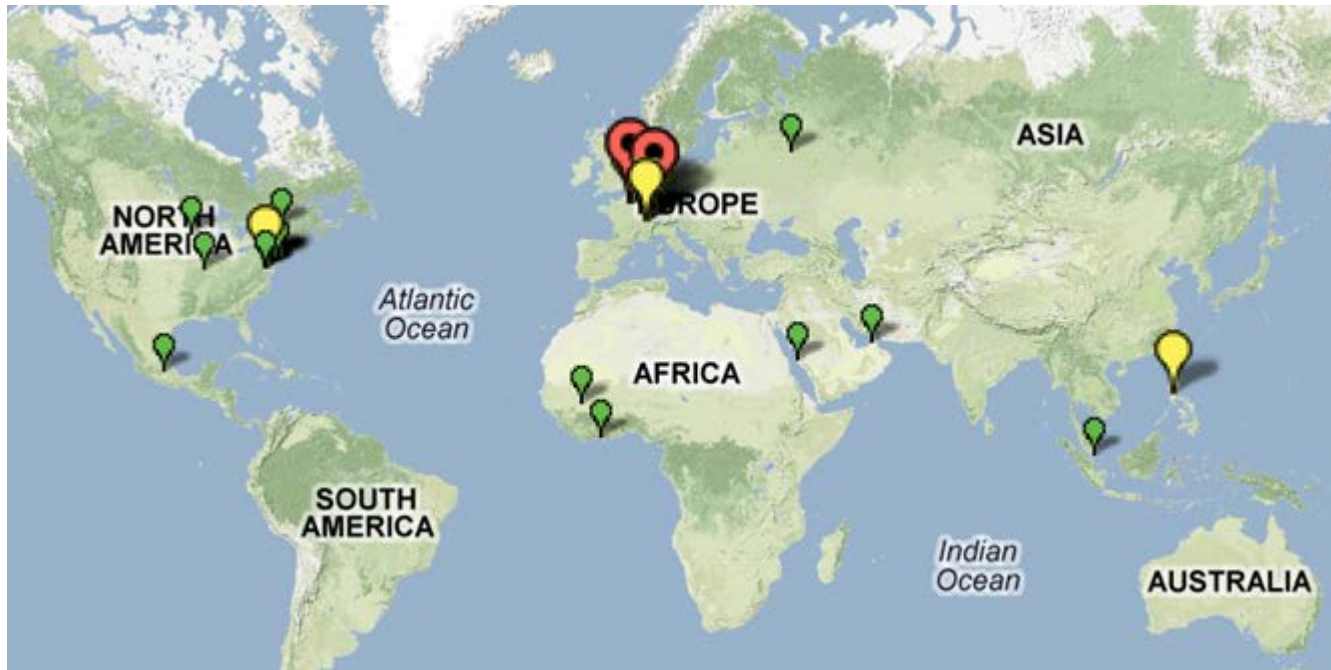 ASIA
NORTH
AMERICA
EUROPE
Atlantic
Ocean
AFRICA
SOUTH
AMERICA
Indian
Ocean
AUSTRALIA